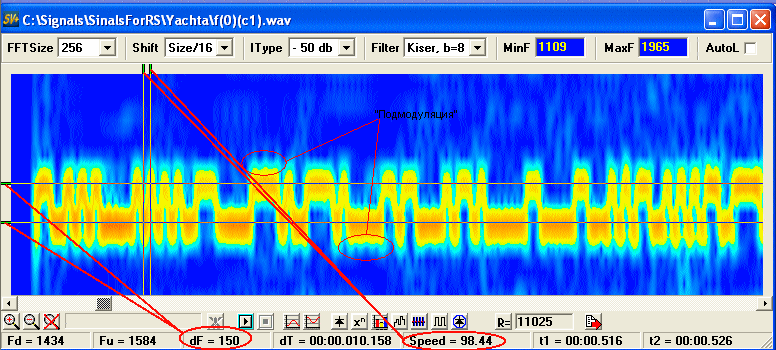 C:\Signals\SinalsForRS\Yachta\f(0)(c1).wav
FFTSize 256 Shift Size/16 IType - 50 db Filter Kiser, b=8 MinF 1109 MaxF 1965 AutoL
"Подмодуляция"
R= 11025
Fd = 1434 Fu = 1584 dF = 150 dT = 00:00.010.158 Speed = 98.44 t1 = 00:00.516 t2 = 00:00.526